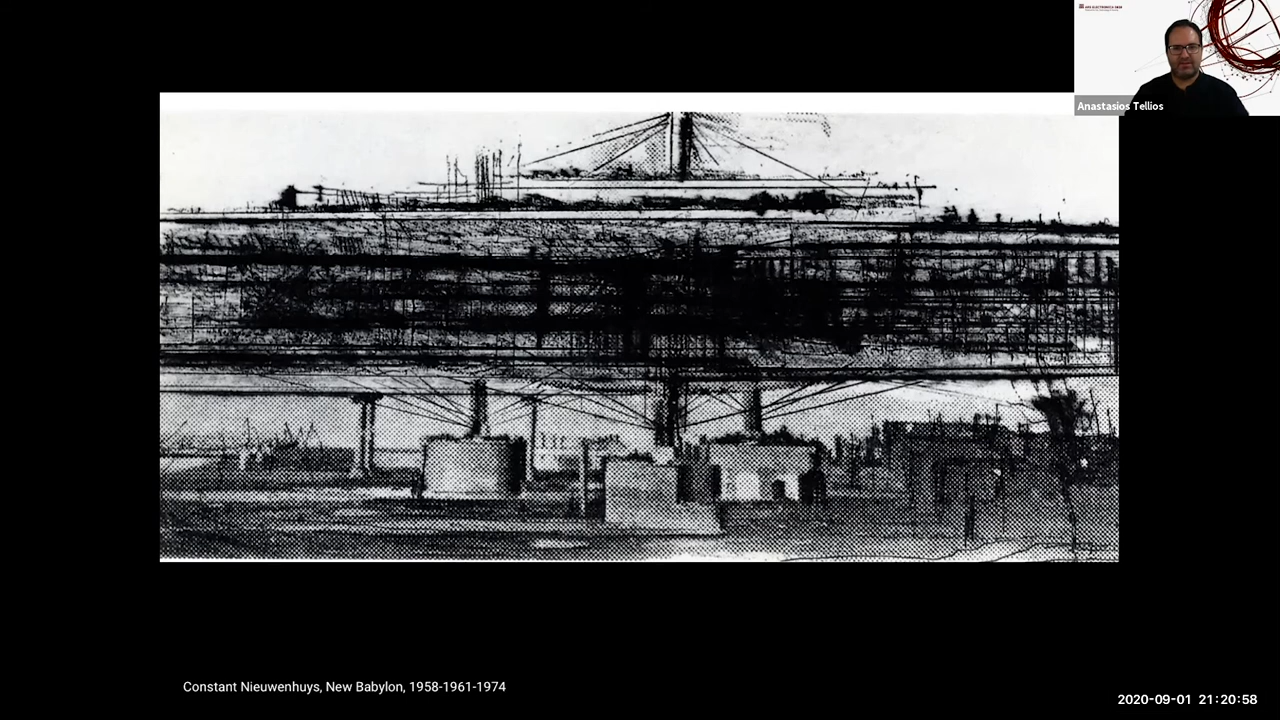 Anastasios Tellios
Constant Nieuwenhuys, New Babylon, 1958-1961-1974
2020-09-01 21:20:58